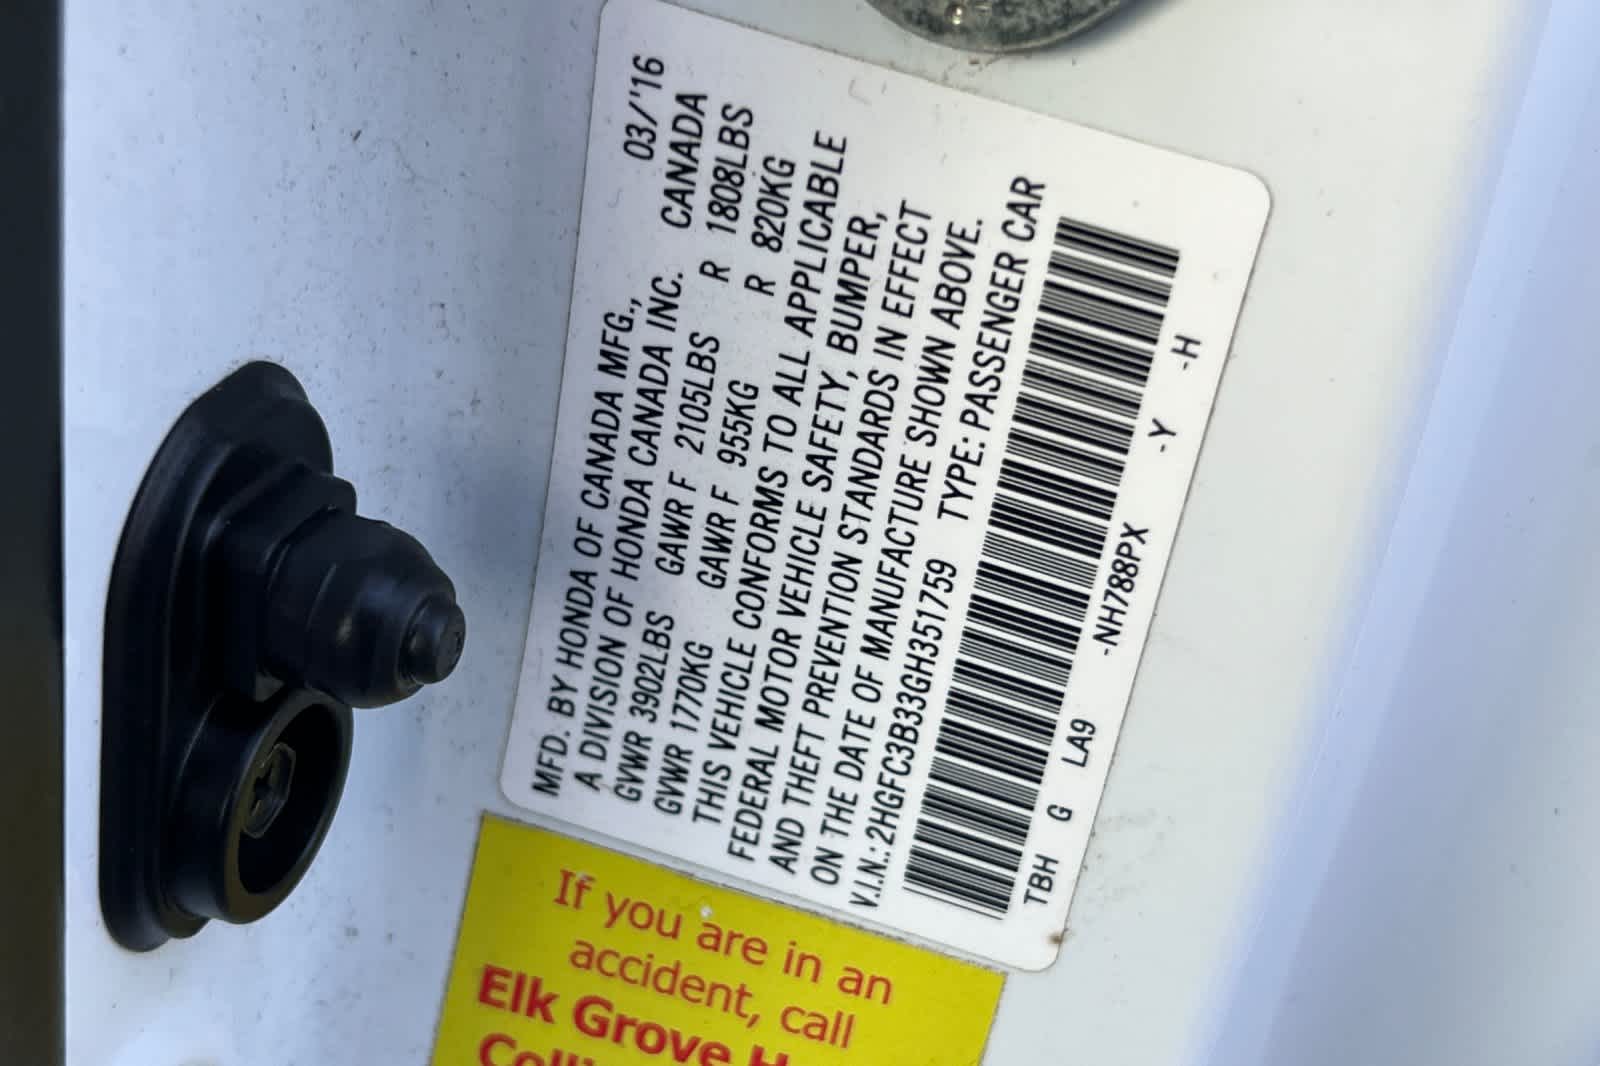 MFD. BY HONDA OF CANADA MFG., 03/'16
A DIVISION OF HONDA CANADA INC. CANADA
GVWR 3902LBS GAWR F 2105LBS R 1808LBS
GVWR 1770KG GAWR F 955KG R 820KG
THIS VEHICLE CONFORMS TO ALL APPLICABLE
FEDERAL MOTOR VEHICLE SAFETY, BUMPER,
AND THEFT PREVENTION STANDARDS IN EFFECT
ON THE DATE OF MANUFACTURE SHOWN ABOVE.
V.I.N.:2HGFC3B33GH351759 TYPE: PASSENGER CAR
TBH G LA9 -NH788PX -Y -H
If you are in an
accident, call
Elk Grove